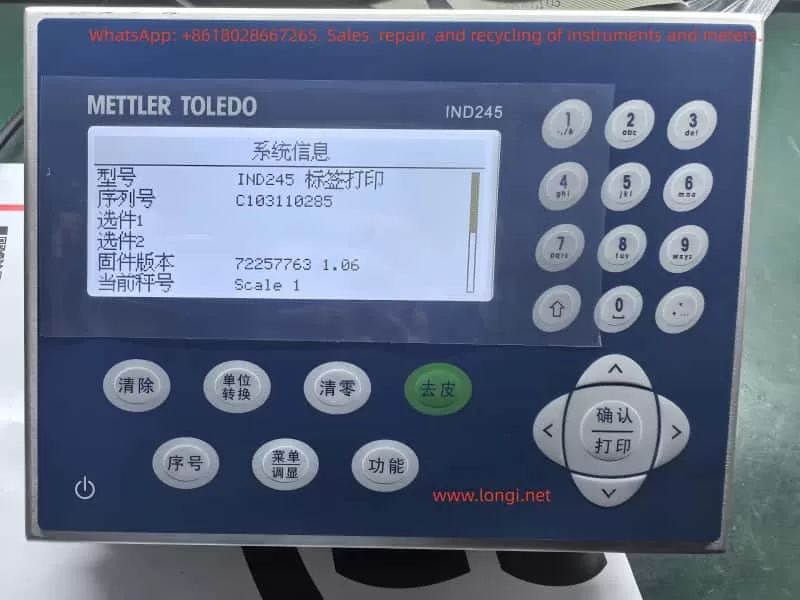 WhatsApp: +8618028667265. Sales, repair, and recycling of instruments and meters.
METTLER TOLEDO
IND245
系统信息
型号 IND245 标签打印
序列号 C103110285
选件1
选件2
固件版本 72257763 1.06
当前秤号 Scale 1
1
.,/@
2
abc
3
def
4
ghi
5
jkl
6
mno
7
pqrs
8
tuv
9
wxyz
0
清除
单位
转换
清零
去皮
序号
菜单
调显
功能
确认
打印
www.longi.net